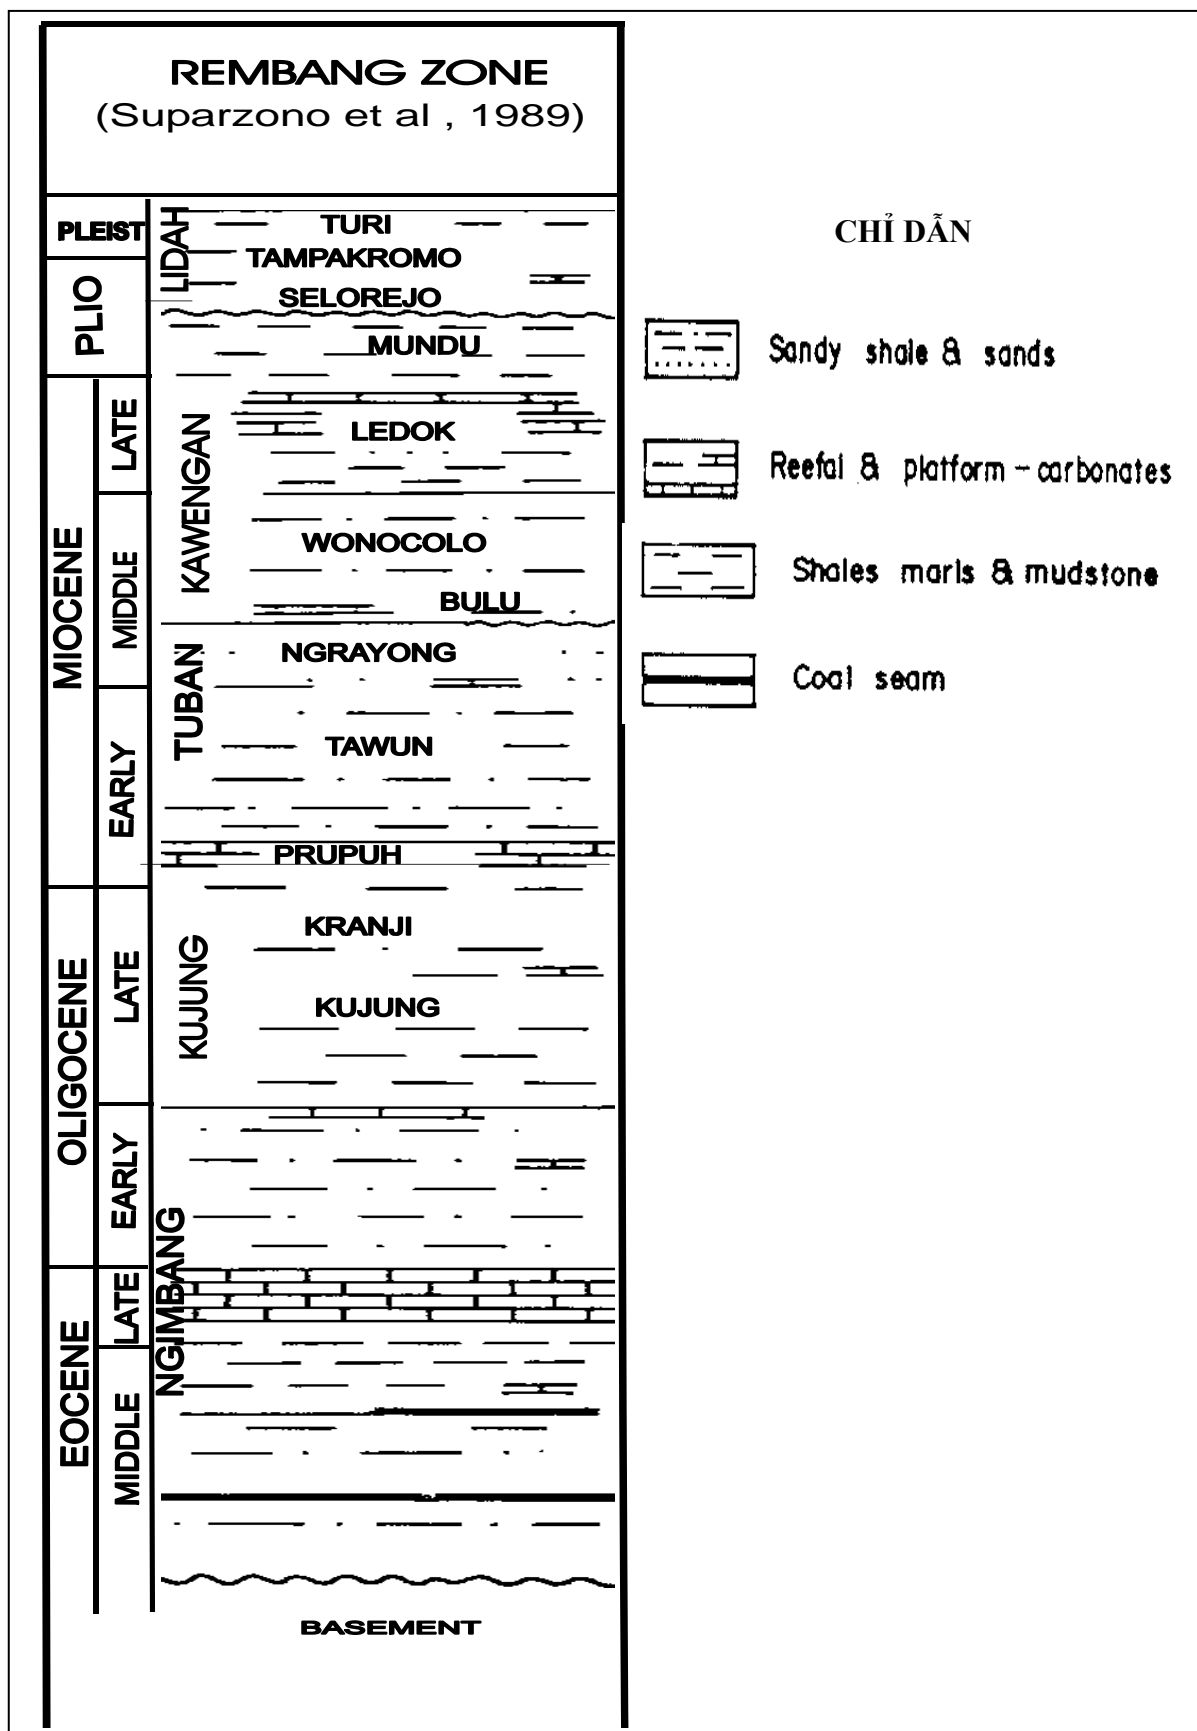 REMBANG ZONE
(Suparzono et al , 1989)
PLEIST
PLIO
MIOCENE
LATE
MIDDLE
EARLY
OLIGOCENE
LATE
EARLY
EOCENE
LATE
MIDDLE
LIDAH
KAWENGAN
TUBAN
KUJUNG
NGIMBANG
TURI
TAMPAKROMO
SELOREJO
MUNDU
LEDOK
WONOCOLO
BULU
NGRAYONG
TAWUN
PRUPUH
KRANJI
KUJUNG
BASEMENT
CHỈ DẪN
Sandy shale & sands
Reefal & platform - carbonates
Shales marls & mudstone
Coal seam